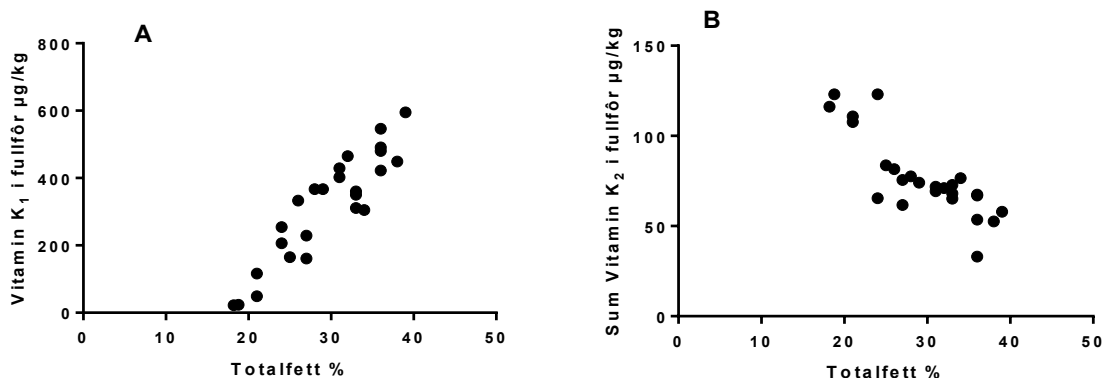 A
Vitamin K1 i fullfôr µg/kg
800
600
400
200
0
0 10 20 30 40 50
Totalfett %
B
Sum Vitamin K2 i fullfôr µg/kg
150
100
50
0
0 10 20 30 40 50
Totalfett %